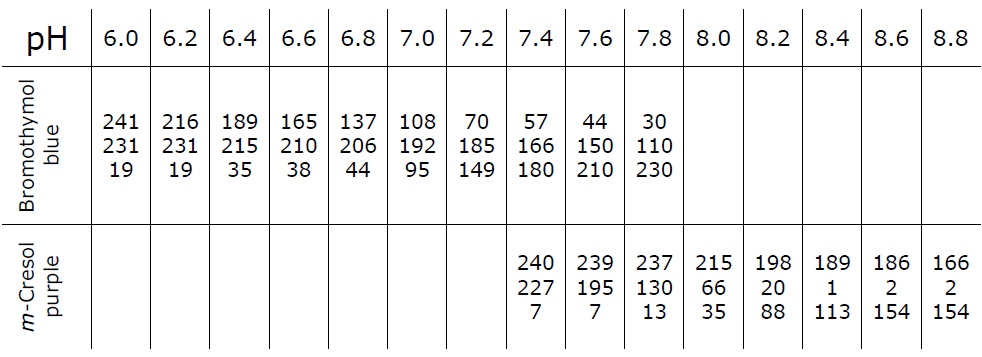 pH 6.0 6.2 6.4 6.6 6.8 7.0 7.2 7.4 7.6 7.8 8.0 8.2 8.4 8.6 8.8
Bromothymol
blue
241 216 189 165 137 108 70 57 44 30
231 231 215 210 206 192 185 166 150 110
19 19 35 38 44 95 149 180 210 230
m-Cresol
purple
240 239 237 215 198 189 186 166
227 195 130 66 20 1 2 2
7 7 13 35 88 113 154 154